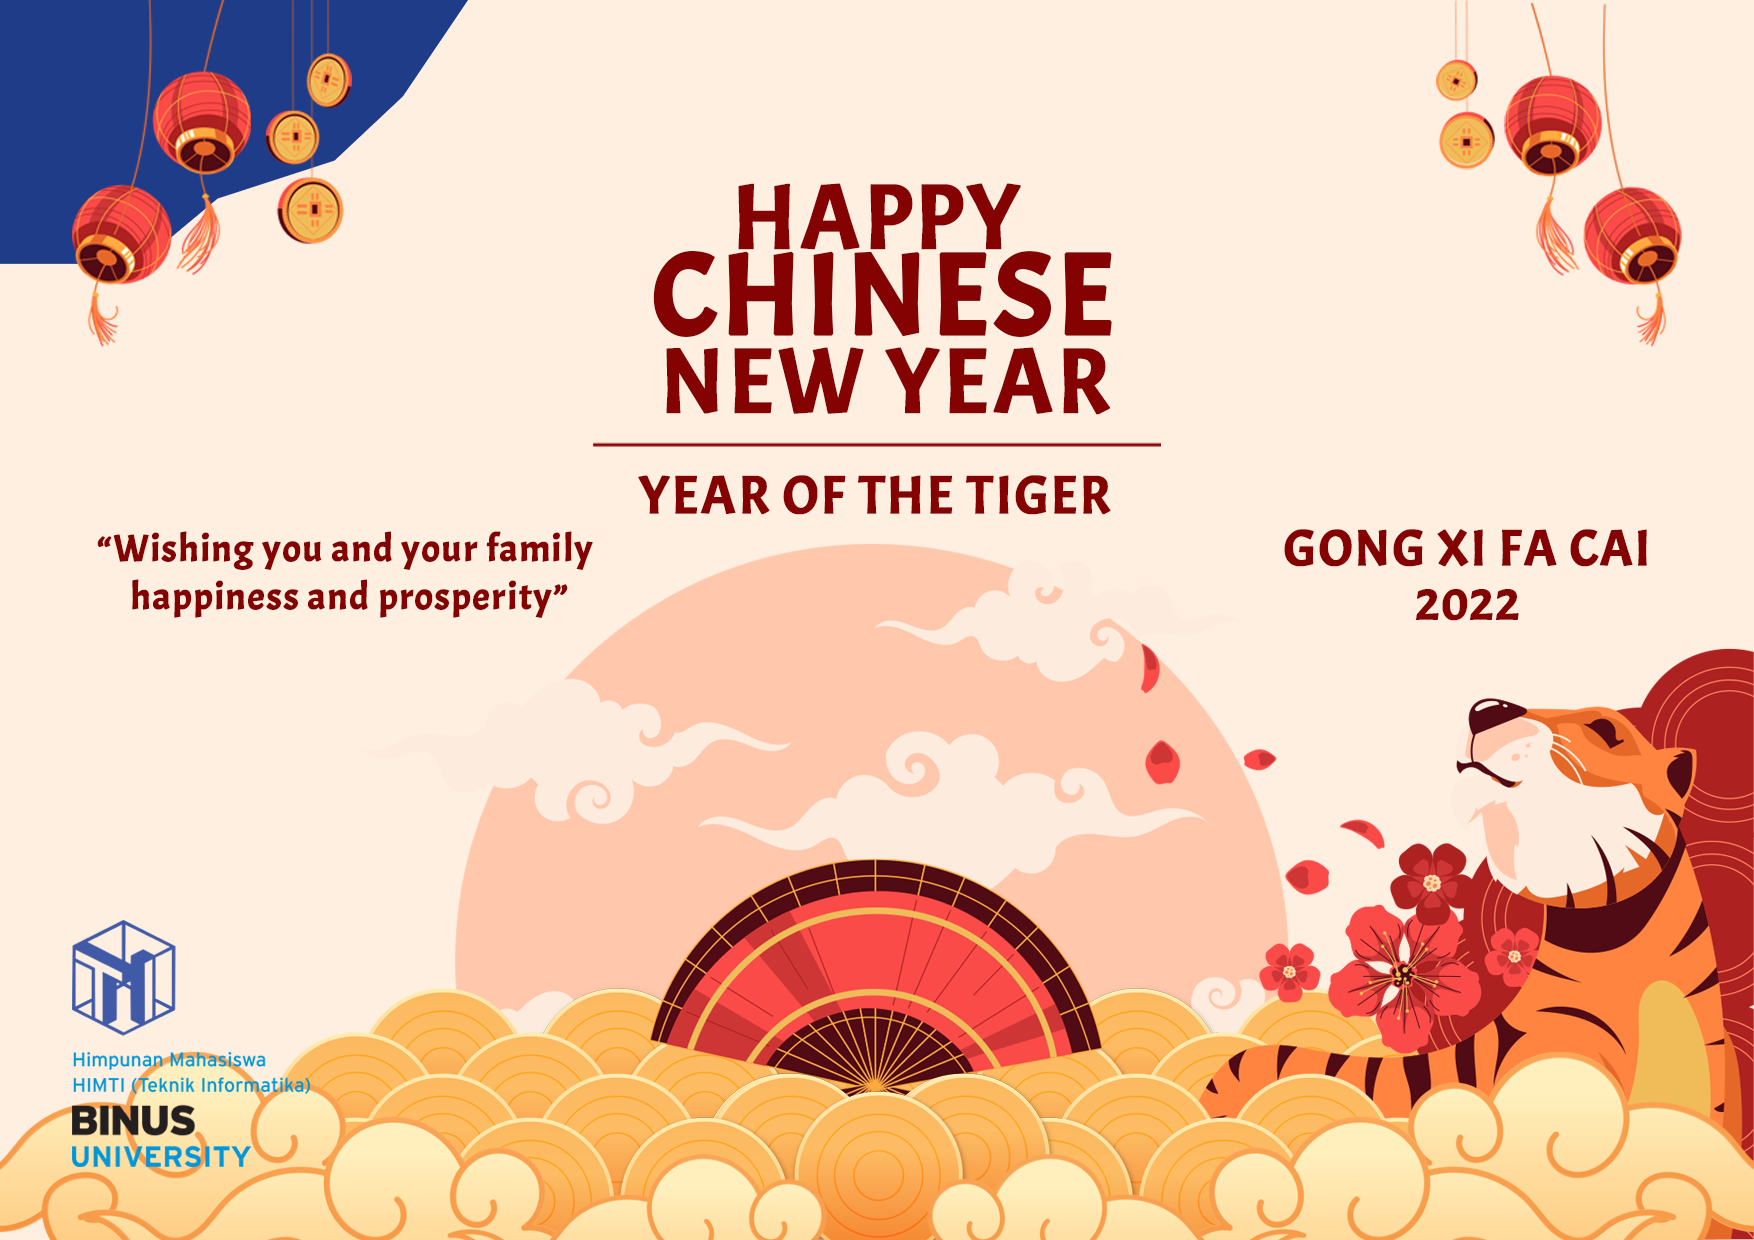 HAPPY
CHINESE
NEW YEAR
YEAR OF THE TIGER
“Wishing you and your family
happiness and prosperity”
GONG XI FA CAI
2022
Himpunan Mahasiswa
HIMTI (Teknik Informatika)
BINUS
UNIVERSITY